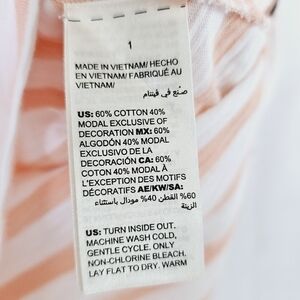 1
MADE IN VIETNAM/ HECHO
EN VIETNAM/ FABRIQUÉ AU
VIETNAM/
صنع في فيتنام
US: 60% COTTON 40%
MODAL EXCLUSIVE OF
DECORATION MX: 60%
ALGODÓN 40% MODAL
EXCLUSIVO DE LA
DECORACIÓN CA: 60%
COTON 40% MODAL À
L'EXCEPTION DES MOTIFS
DÉCORATIFS AE/KW/SA:
60% القطن 40% مودال باستثناء
الزينة
US: TURN INSIDE OUT.
MACHINE WASH COLD,
GENTLE CYCLE. ONLY
NON-CHLORINE BLEACH.
LAY FLAT TO DRY. WARM